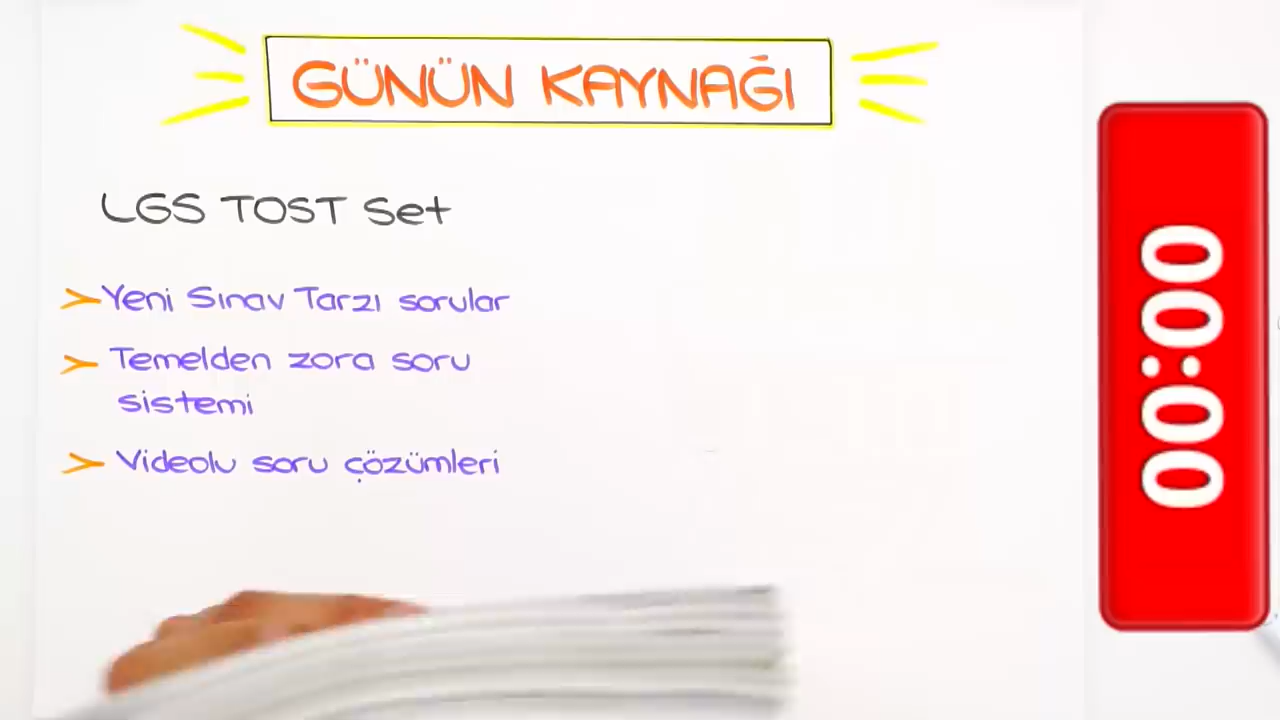 GÜNÜN KAYNAĞI
LGS TOST Set
Yeni Sınav Tarzı sorular
Temelden zora soru
sistemi
Videolu soru çözümleri
00:00